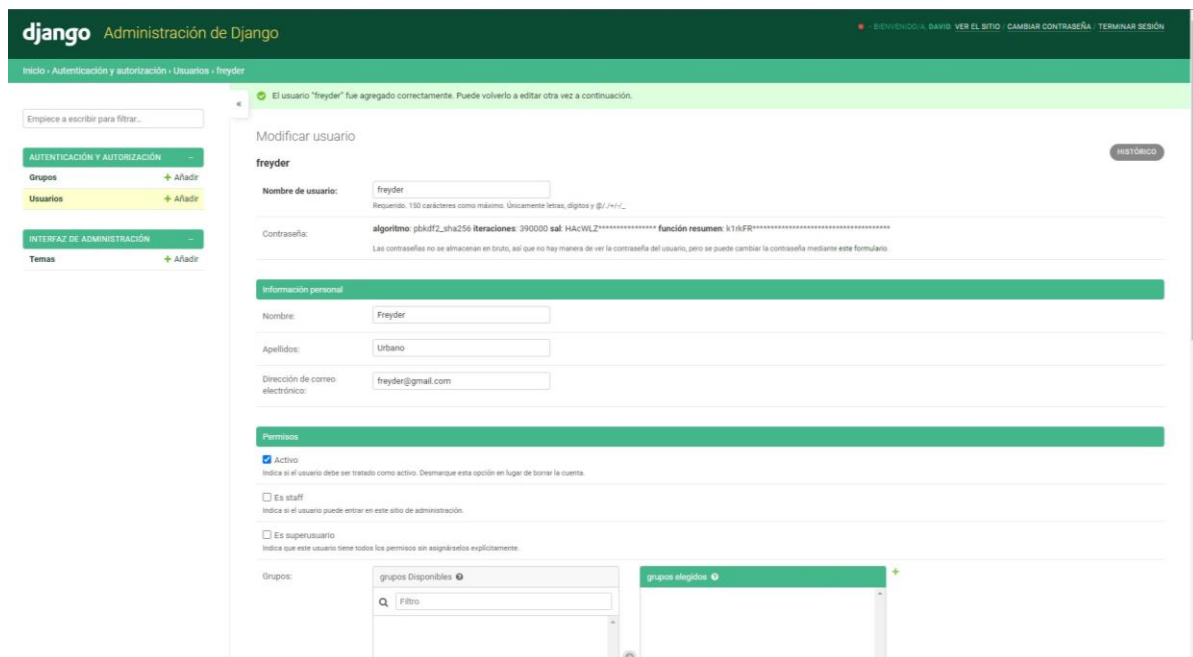 django Administración de Django
- BIENVENIDO/A, DAVID. VER EL SITIO / CAMBIAR CONTRASEÑA / TERMINAR SESIÓN
Inicio › Autenticación y autorización › Usuarios › freyder
«
El usuario "freyder" fue agregado correctamente. Puede volverlo a editar otra vez a continuación.
Empiece a escribir para filtrar...
AUTENTICACIÓN Y AUTORIZACIÓN −
Grupos + Añadir
Usuarios + Añadir
INTERFAZ DE ADMINISTRACIÓN −
Temas + Añadir
Modificar usuario
HISTÓRICO
freyder
Nombre de usuario: freyder
Requerido. 150 carácteres como máximo. Únicamente letras, dígitos y @/./+/-/_
Contraseña: algoritmo: pbkdf2_sha256 iteraciones: 390000 sal: HAcWLZ**************** función resumen: k1rkFR**************************************
Las contraseñas no se almacenan en bruto, así que no hay manera de ver la contraseña del usuario, pero se puede cambiar la contraseña mediante este formulario.
Información personal
Nombre: Freyder
Apellidos: Urbano
Dirección de correo
electrónico: freyder@gmail.com
Permisos
Activo
Indica si el usuario debe ser tratado como activo. Desmarque esta opción en lugar de borrar la cuenta.
Es staff
Indica si el usuario puede entrar en este sitio de administración.
Es superusuario
Indica que este usuario tiene todos los permisos sin asignárselos explícitamente.
Grupos: grupos Disponibles ? grupos elegidos ? +
Filtro